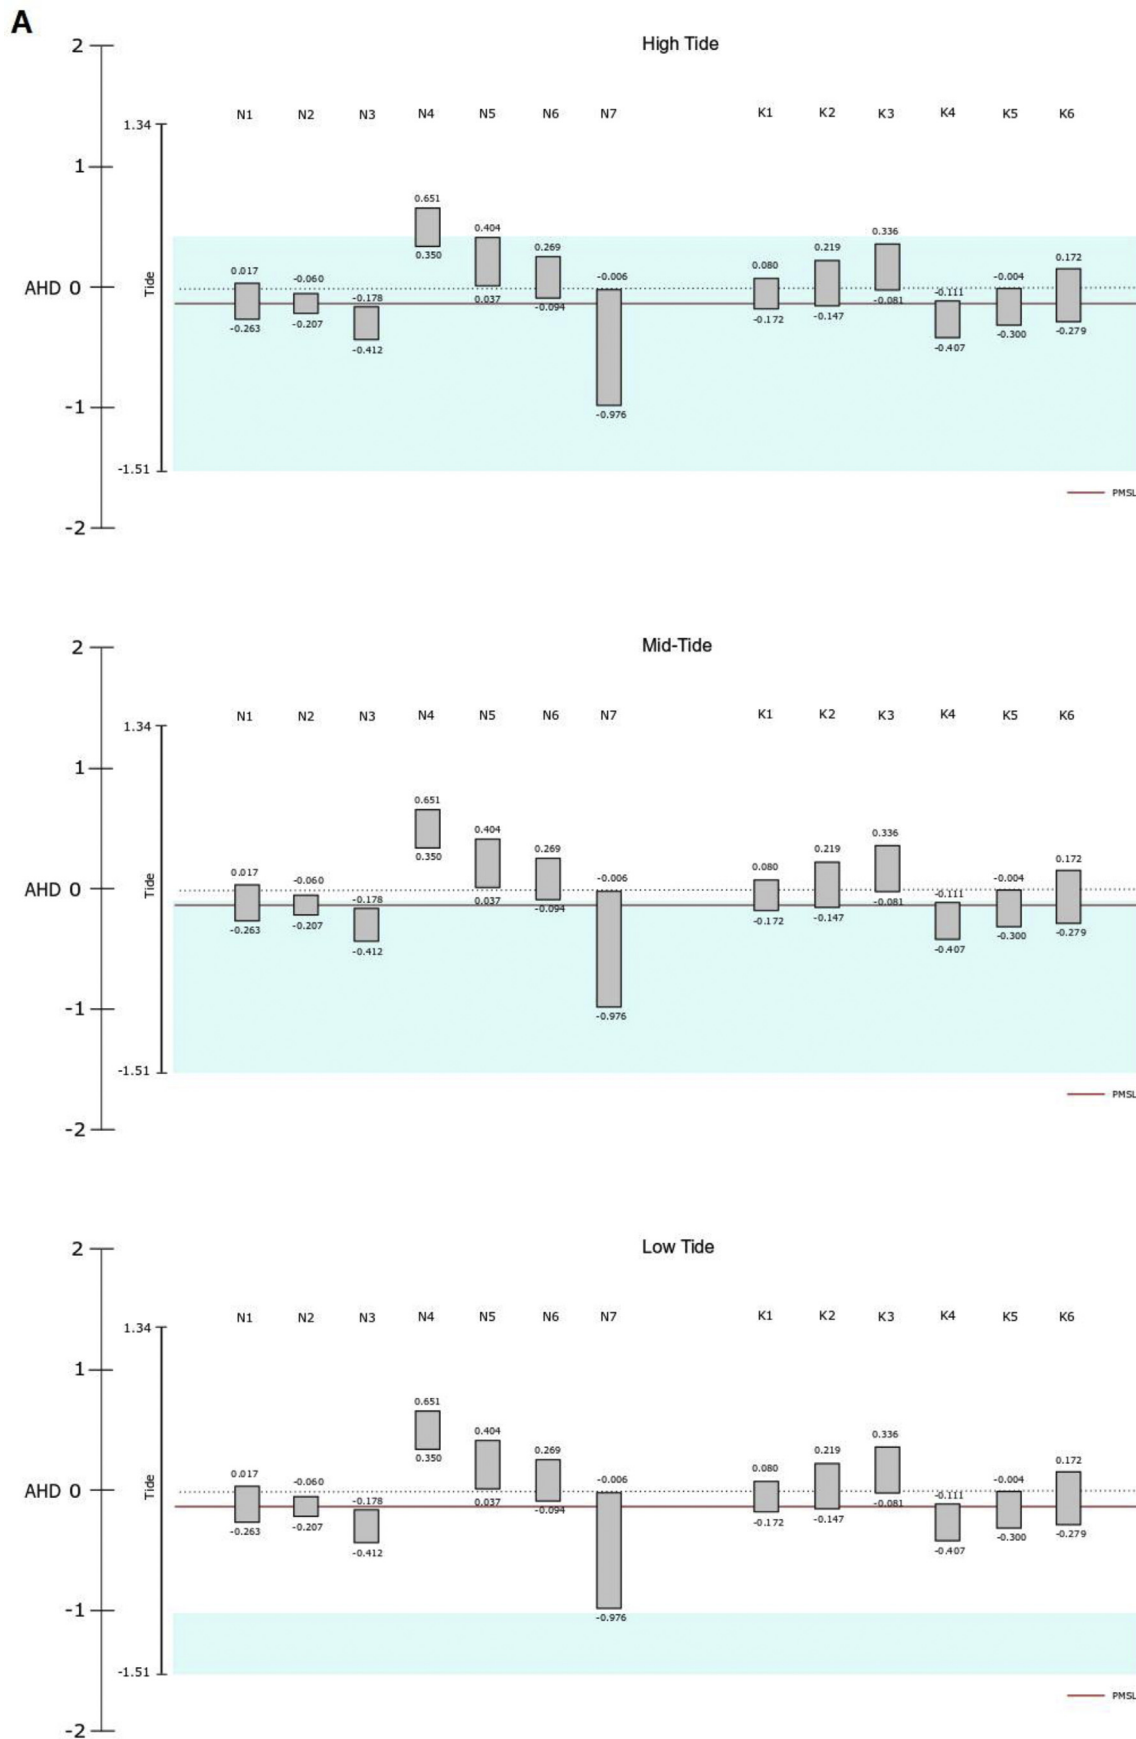 A
High Tide
2
N1 N2 N3 N4 N5 N6 N7 K1 K2 K3 K4 K5 K6
1.34
1
0.651
0.404
0.336
0.269
0.219
0.172
0.017 -0.060 -0.178 0.350 0.037 -0.094 -0.006 0.080 -0.081 -0.111 -0.004
AHD 0
Tide
-0.263 -0.207 -0.412 -0.172 -0.147 -0.407 -0.300 -0.279
-1
-0.976
-1.51
PMSL
-2
Mid-Tide
2
N1 N2 N3 N4 N5 N6 N7 K1 K2 K3 K4 K5 K6
1.34
1
0.651
0.404
0.336
0.269
0.219
0.172
0.017 -0.060 -0.178 0.350 0.037 -0.094 -0.006 0.080 -0.081 -0.111 -0.004
AHD 0
Tide
-0.263 -0.207 -0.412 -0.172 -0.147 -0.407 -0.300 -0.279
-1
-0.976
-1.51
PMSL
-2
Low Tide
2
N1 N2 N3 N4 N5 N6 N7 K1 K2 K3 K4 K5 K6
1.34
1
0.651
0.404
0.336
0.269
0.219
0.172
0.017 -0.060 -0.178 0.350 0.037 -0.094 -0.006 0.080 -0.081 -0.111 -0.004
AHD 0
Tide
-0.263 -0.207 -0.412 -0.172 -0.147 -0.407 -0.300 -0.279
-1
-0.976
-1.51
PMSL
-2